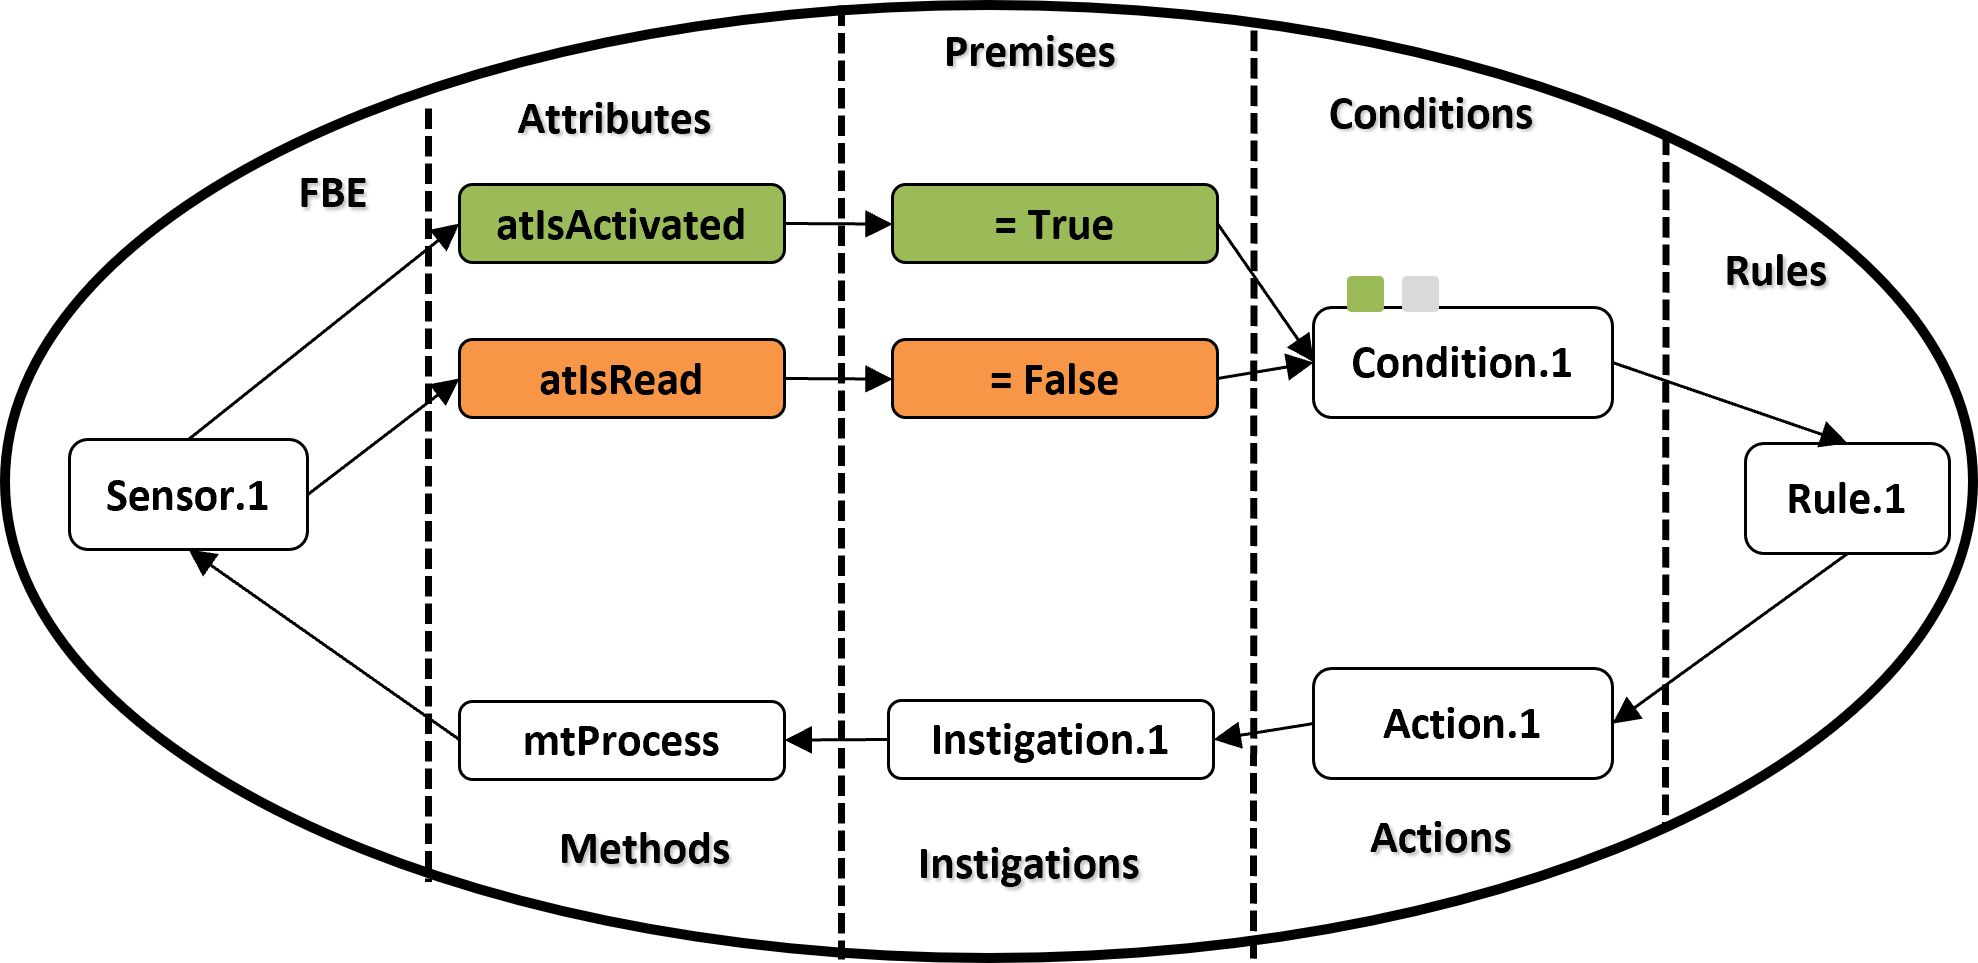 Premises
Attributes
Conditions
FBE
atIsActivated
= True
Rules
atIsRead
= False
Condition.1
Sensor.1
Rule.1
mtProcess
Instigation.1
Action.1
Methods
Instigations
Actions